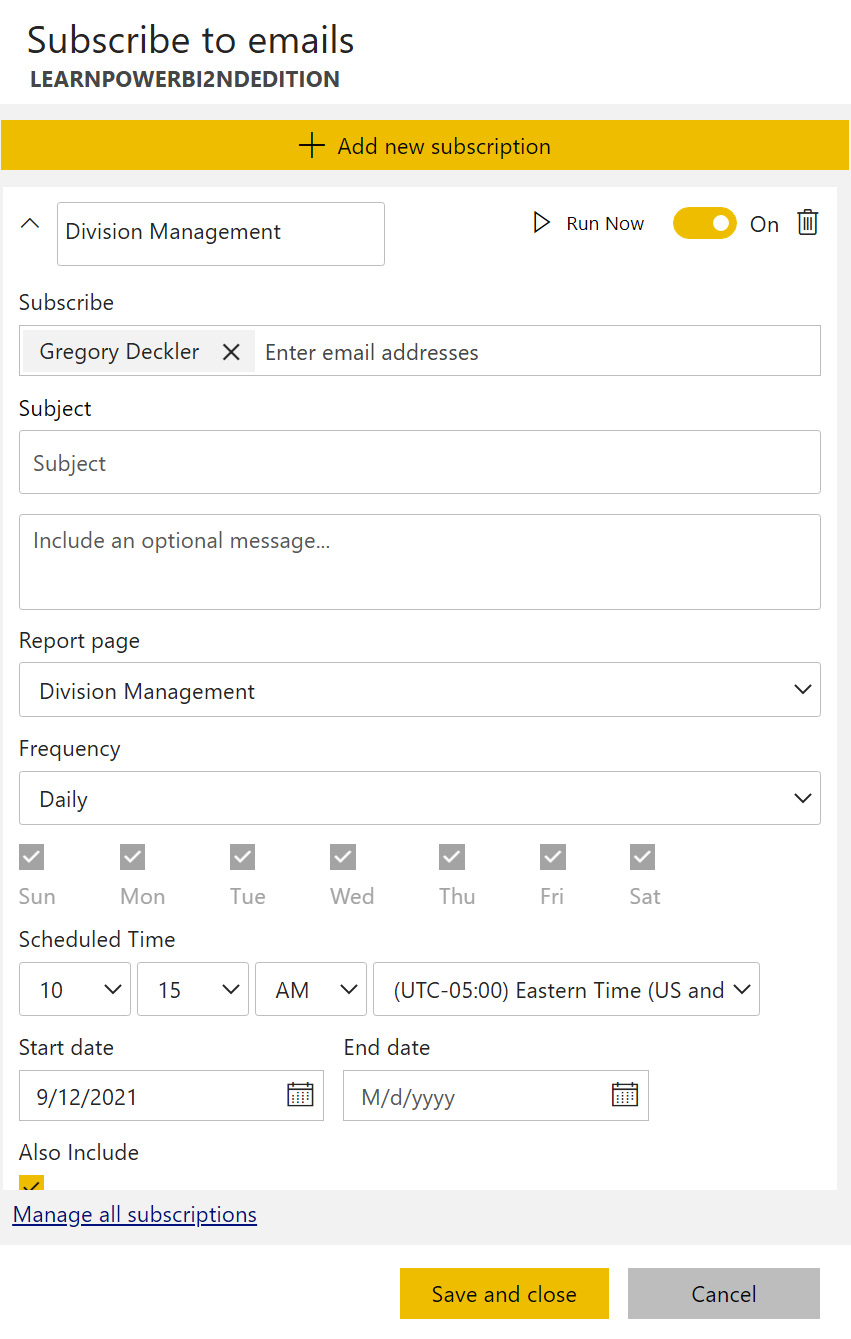 Subscribe to emails
LEARNPOWERBI2NDEDITION
Add new subscription
Division Management
Run Now
On
Subscribe
Gregory Deckler
Enter email addresses
Subject
Subject
Include an optional message...
Report page
Division Management
Frequency
Daily
Sun Mon Tue Wed Thu Fri Sat
Scheduled Time
10 15 AM (UTC-05:00) Eastern Time (US and
Start date End date
9/12/2021 M/d/yyyy
Also Include
Manage all subscriptions
Save and close Cancel